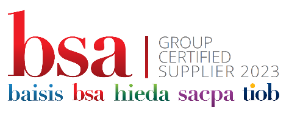 bsa
GROUP
CERTIFIED
SUPPLIER 2023
baisis bsa hieda sacpa tiob